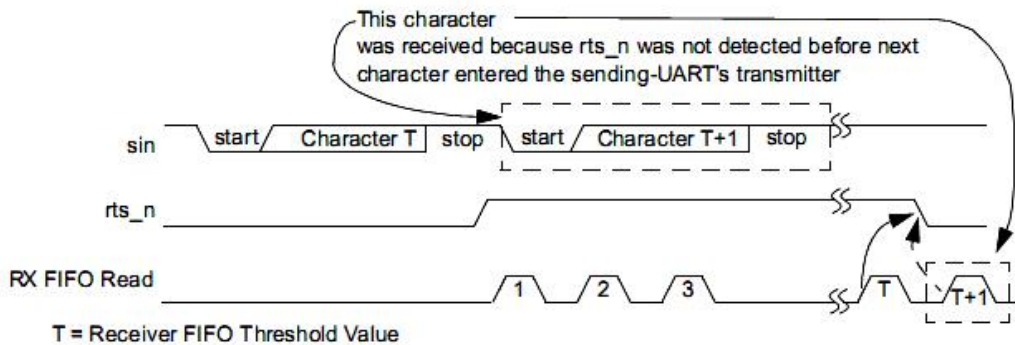 This character
was received because rts_n was not detected before next
character entered the sending-UART's transmitter
sin start Character T stop start Character T+1 stop
rts_n
RX FIFO Read 1 2 3 T T+1
T = Receiver FIFO Threshold Value